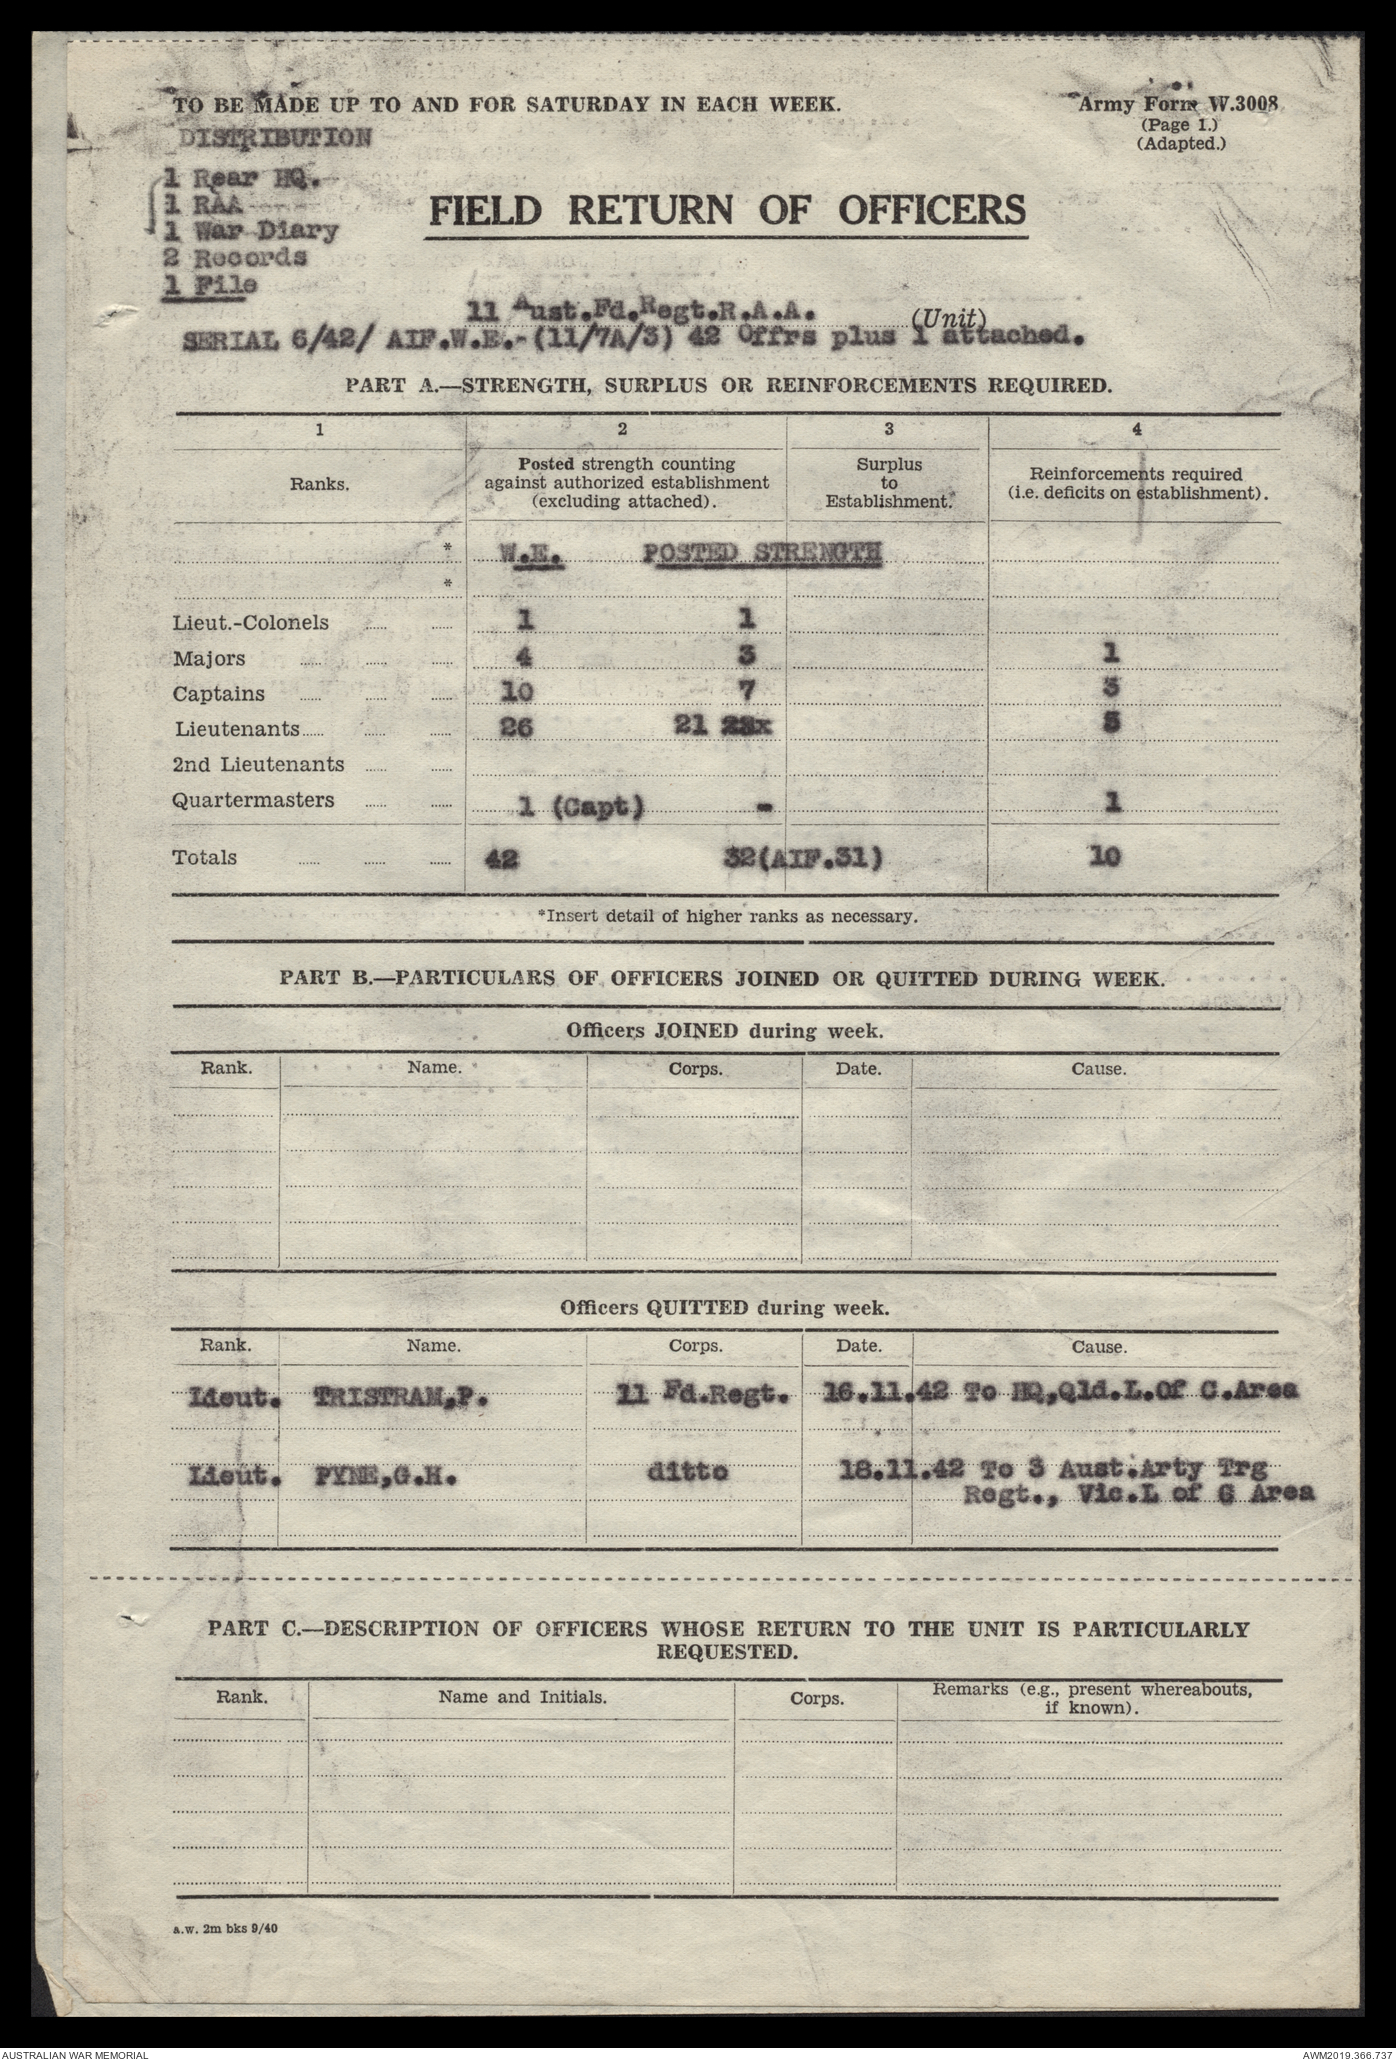 TO BE MADE UP TO AND FOR SATURDAY IN EACH WEEK.
Army Form W.3008
(Page 1.)
(Adapted.)
DISTRIBUTION
1 Rear HQ.
1 RAA
1 War Diary
2 Records
1 File
FIELD RETURN OF OFFICERS
11 Aust.Fd.Regt.R.A.A. (Unit)
SERIAL 6/42/ AIF.W.E.-(11/7A/3) 42 Offrs plus 1 attached.
PART A.—STRENGTH, SURPLUS OR REINFORCEMENTS REQUIRED.
1 2 3 4
Ranks.
Posted strength counting
against authorized establishment
(excluding attached).
Surplus
to
Establishment.
Reinforcements required
(i.e. deficits on establishment).
* W.E. POSTED STRENGTH
*
Lieut.-Colonels 1 1
Majors 4 3 1
Captains 10 7 3
Lieutenants 26 21 5
2nd Lieutenants
Quartermasters 1 (Capt) - 1
Totals 42 32(AIF.31) 10
*Insert detail of higher ranks as necessary.
PART B.—PARTICULARS OF OFFICERS JOINED OR QUITTED DURING WEEK.
Officers JOINED during week.
Rank. Name. Corps. Date. Cause.
Officers QUITTED during week.
Rank. Name. Corps. Date. Cause.
Lieut. TRISTRAM,P. 11 Fd.Regt. 16.11.42 To HQ,Qld.L.Of C.Area
Lieut. PYNE,G.H. ditto 18.11.42 To 3 Aust.Arty Trg
Regt., Vic.L of C Area
PART C.—DESCRIPTION OF OFFICERS WHOSE RETURN TO THE UNIT IS PARTICULARLY
REQUESTED.
Rank. Name and Initials. Corps. Remarks (e.g., present whereabouts,
if known).
a.w. 2m bks 9/40
AUSTRALIAN WAR MEMORIAL
AWM2019.366.737